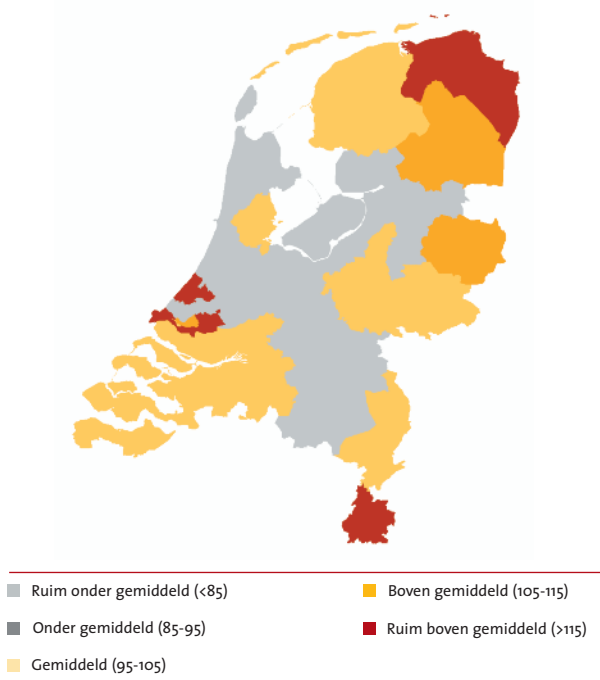 Ruim onder gemiddeld (<85)
Onder gemiddeld (85-95)
Gemiddeld (95-105)
Boven gemiddeld (105-115)
Ruim boven gemiddeld (>115)